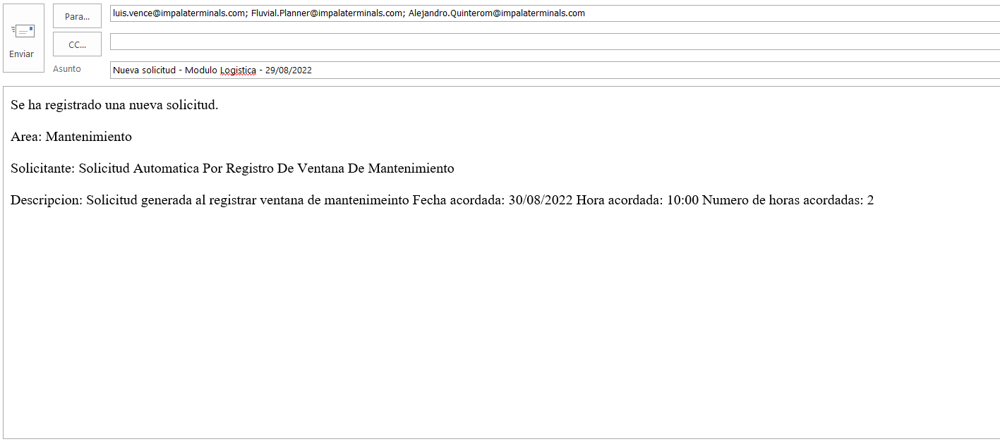 Enviar
Para...
luis.vence@impalaterminals.com; Fluvial.Planner@impalaterminals.com; Alejandro.Quinterom@impalaterminals.com
CC...
Asunto
Nueva solicitud - Modulo Logistica - 29/08/2022
Se ha registrado una nueva solicitud.
Area: Mantenimiento
Solicitante: Solicitud Automatica Por Registro De Ventana De Mantenimiento
Descripcion: Solicitud generada al registrar ventana de mantenimeinto Fecha acordada: 30/08/2022 Hora acordada: 10:00 Numero de horas acordadas: 2